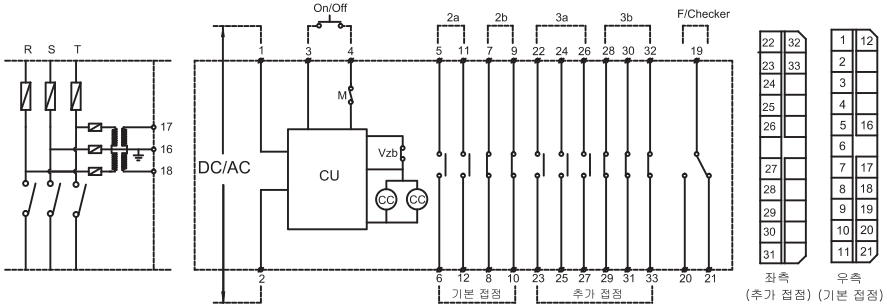 On/Off
2a 2b 3a 3b F/Checker
R S T
1 3 4 5 11 7 9 22 24 26 28 30 32 19
M
17
16
18
DC/AC
CU
Vzb
CC CC
2 6 12 8 10 23 25 27 29 31 33 20 21
기본 접점 추가 접점
22 32
23 33
24
25
26
27
28
29
30
31
좌측
(추가 접점)
1 12
2
3
4
5 16
6
7 17
8 18
9 19
10 20
11 21
우측
(기본 접점)